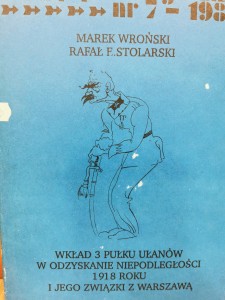 nr 7 - 198
MAREK WROŃSKI
RAFAŁ F. STOLARSKI
WKŁAD 3 PUŁKU UŁANÓW
W ODZYSKANIE NIEPODLEGŁOŚCI
1918 ROKU
I JEGO ZWIĄZKI Z WARSZAWĄ